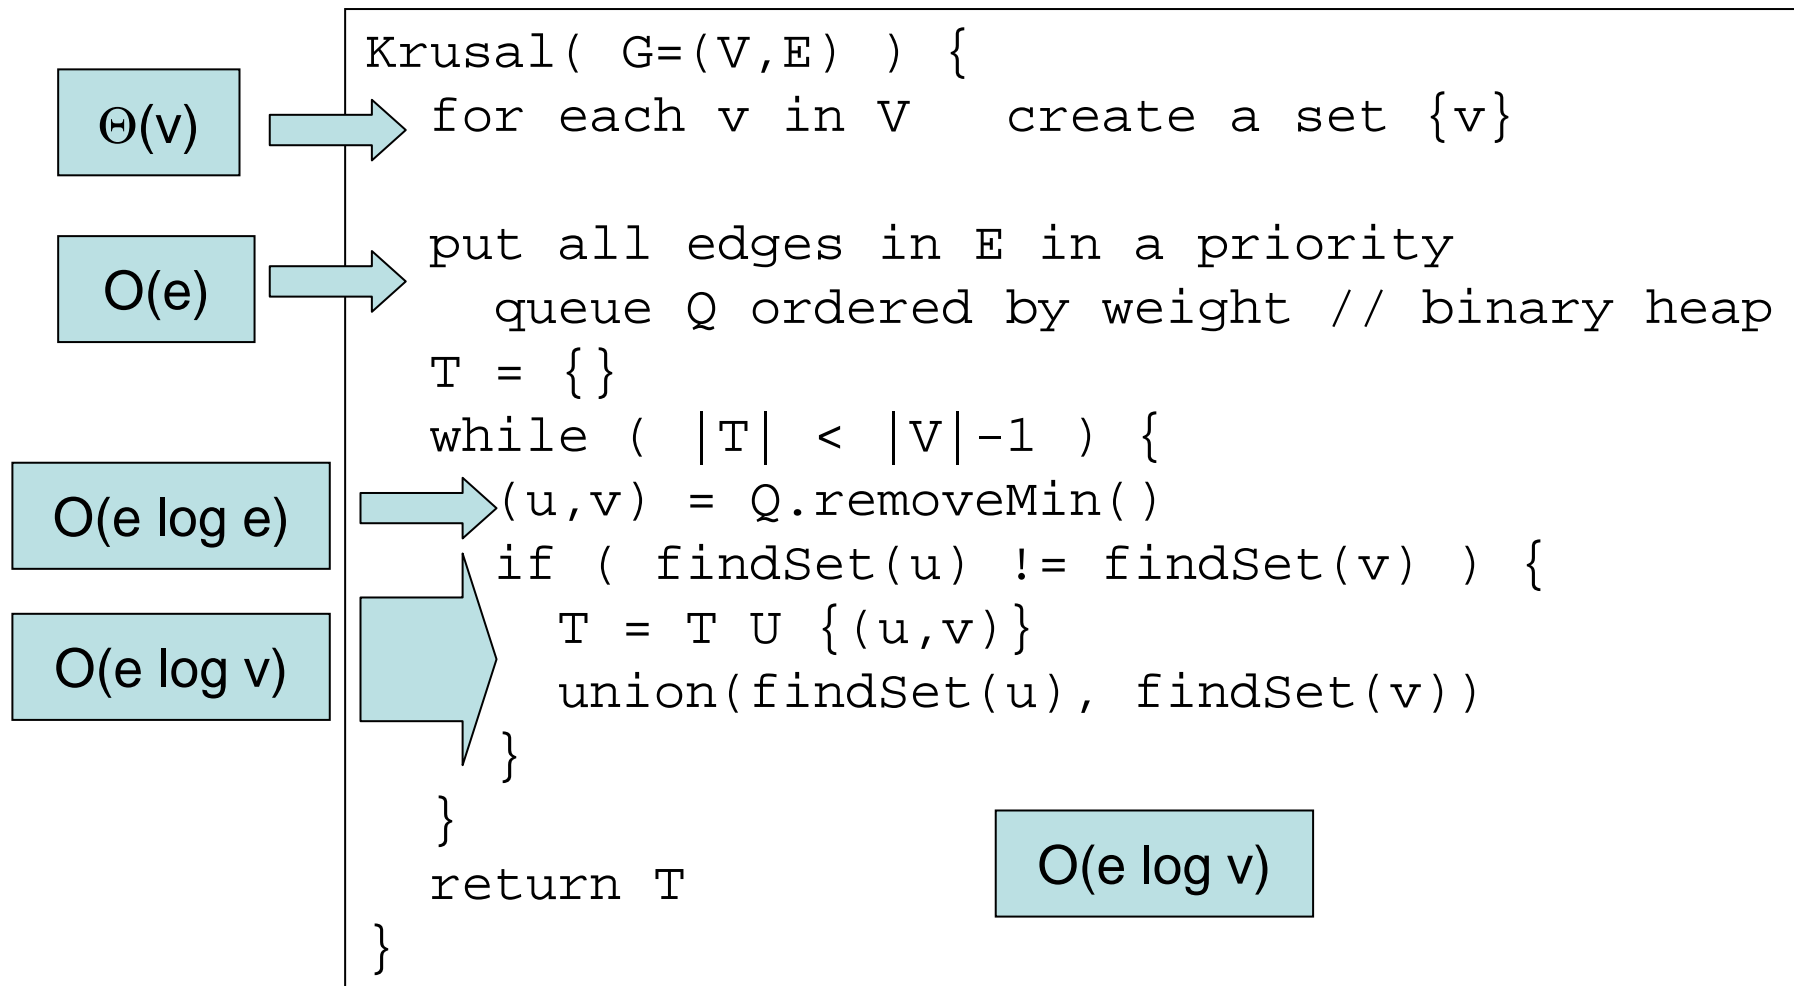 Krusal( G=(V,E) ) {
Θ(v)
for each v in V   create a set {v}
put all edges in E in a priority
O(e)
queue Q ordered by weight // binary heap
T = {}
while ( |T| < |V|-1 ) {
O(e log e)
(u,v) = Q.removeMin()
if ( findSet(u) != findSet(v) ) {
T = T U {(u,v)}
O(e log v)
union(findSet(u), findSet(v))
}
}
O(e log v)
return T
}